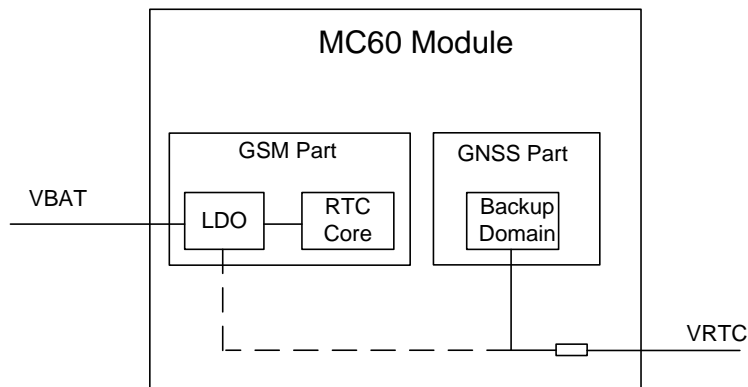 MC60 Module
GSM Part
GNSS Part
VBAT
LDO
RTC
Core
Backup
Domain
VRTC